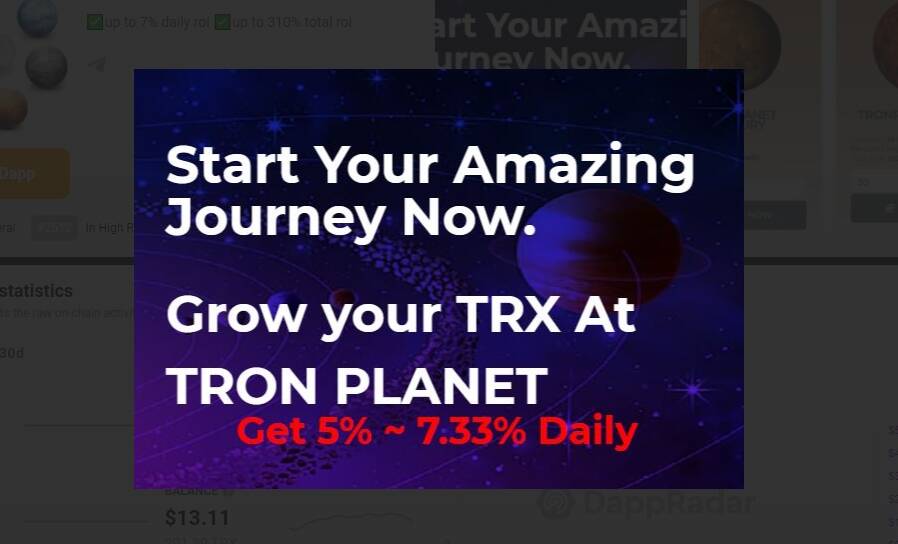 ✅up to 7% daily roi ✅up to 310% total roi
art Your Amazi
urney Now.
Start Your Amazing
Journey Now.
Grow your TRX At
TRON PLANET
Get 5% ~ 7.33% Daily
Dapp
In High R
statistics
30d
BALANCE
$13.11
DappRadar